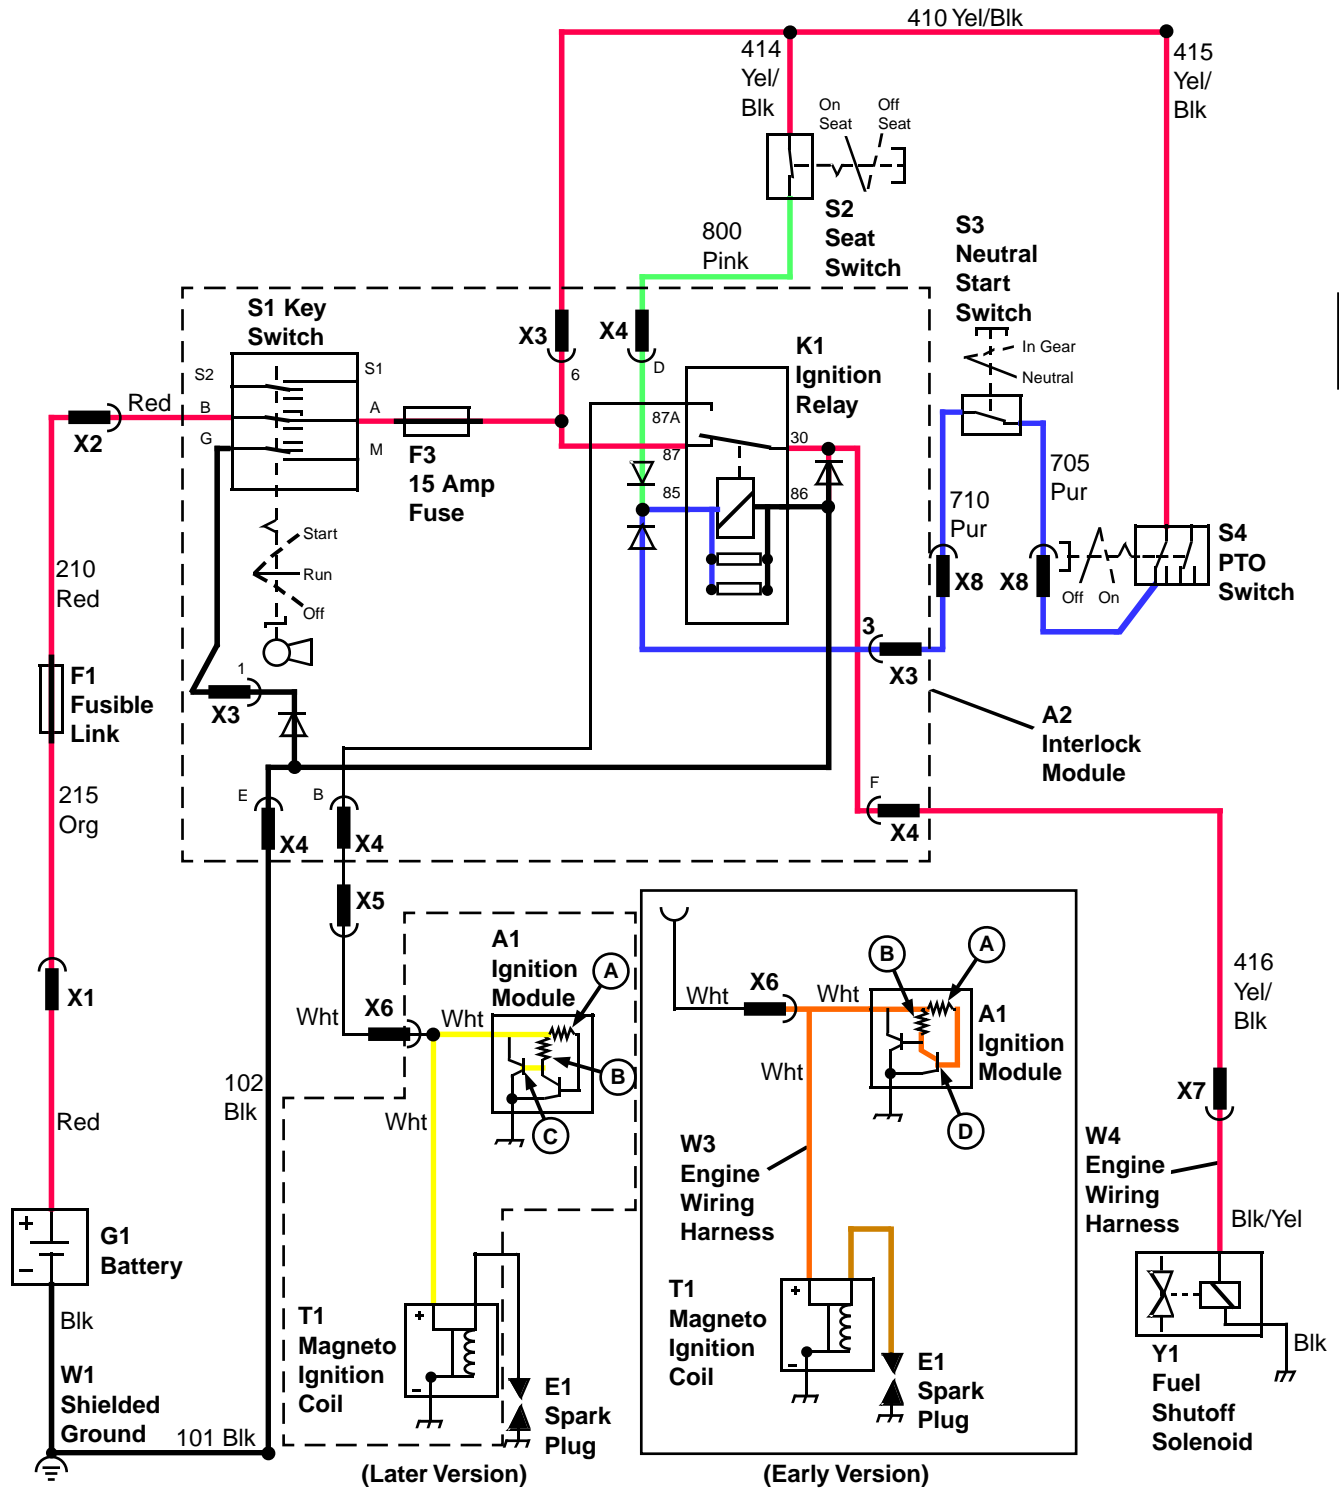 410 Yel/Blk
414
Yel/
Blk
415
Yel/
Blk
On
Seat
Off
Seat
S2
Seat
Switch
800
Pink
S3
Neutral
Start
Switch
In Gear
Neutral
S1 Key
Switch
X3
X4
6
D
K1
Ignition
Relay
S2
S1
B
A
G
M
Red
X2
F3
15 Amp
Fuse
87A
87
30
85
86
705
Pur
710
Pur
S4
PTO
Switch
X8
X8
Off
On
Start
Run
Off
210
Red
F1
Fusible
Link
1
X3
3
X3
A2
Interlock
Module
215
Org
E
X4
B
X4
F
X4
X5
X1
A1
Ignition
Module
A
B
C
X6
Wht
Wht
Wht
102
Blk
Wht
X6
Wht
B
A
A1
Ignition
Module
D
Wht
416
Yel/
Blk
X7
W3
Engine
Wiring
Harness
W4
Engine
Wiring
Harness
Red
Blk/Yel
+
−
G1
Battery
Blk
W1
Shielded
Ground
101 Blk
T1
Magneto
Ignition
Coil
+
−
E1
Spark
Plug
T1
Magneto
Ignition
Coil
+
−
E1
Spark
Plug
Blk
Y1
Fuel
Shutoff
Solenoid
(Later Version)
(Early Version)